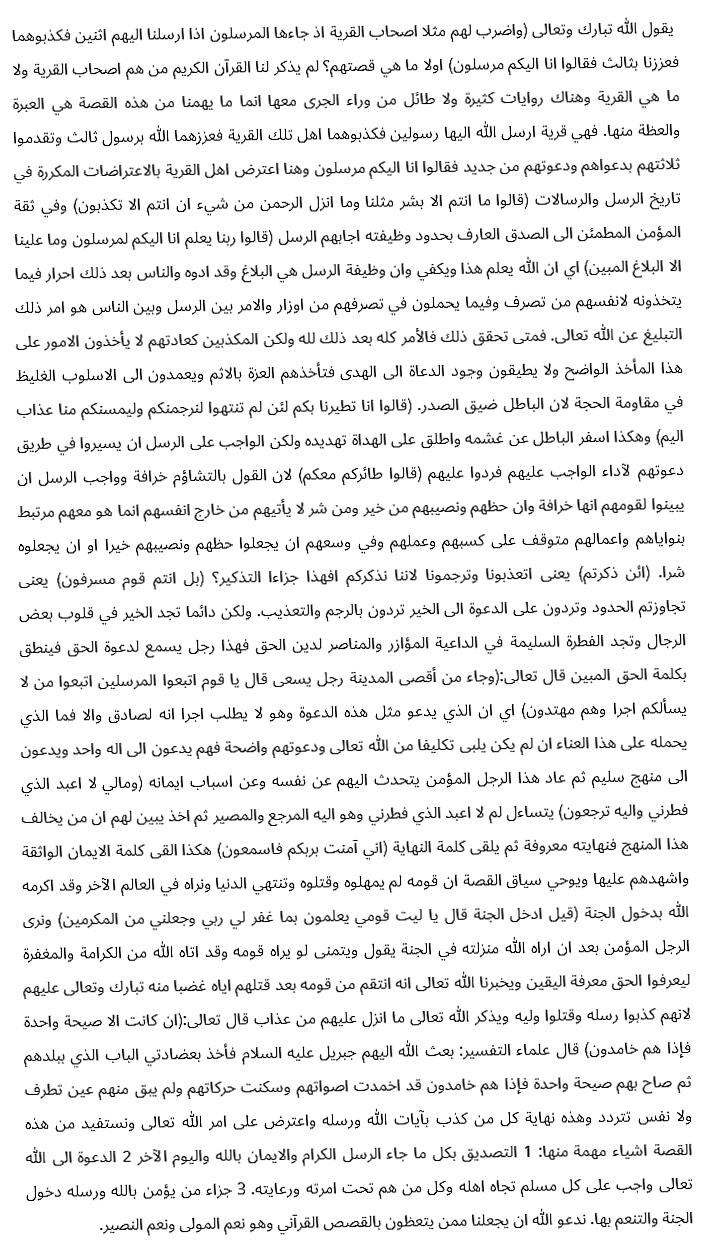 يقول الله تبارك وتعالى (واضرب لهم مثلا اصحاب القرية اذ جاءها المرسلون اذا ارسلنا اليهم اثنين فكذبوهما
فعززنا بثالث فقالوا انا اليكم مرسلون) اولا ما هي قصتهم؟ لم يذكر لنا القرآن الكريم من هم اصحاب القرية ولا
ما هي القرية وهناك روايات كثيرة ولا طائل من وراء الجرى معها انما ما يهمنا من هذه القصة هي العبرة
والعظة منها. فهي قرية ارسل الله اليها رسولين فكذبوهما اهل تلك القرية فعززهما الله برسول ثالث وتقدموا
ثلاثتهم بدعواهم ودعوتهم من جديد فقالوا انا اليكم مرسلون وهنا اعترض اهل القرية بالاعتراضات المكررة في
تاريخ الرسل والرسالات (قالوا ما انتم الا بشر مثلنا وما انزل الرحمن من شيء ان انتم الا تكذبون) وفي ثقة
المؤمن المطمئن الى الصدق العارف بحدود وظيفته اجابهم الرسل (قالوا ربنا يعلم انا اليكم لمرسلون وما علينا
الا البلاغ المبين) اي ان الله يعلم هذا ويكفي وان وظيفة الرسل هي البلاغ وقد ادوه والناس بعد ذلك احرار فيما
يتخذونه لانفسهم من تصرف وفيما يحملون في تصرفهم من اوزار والامر بين الرسل وبين الناس هو امر ذلك
التبليغ عن الله تعالى. فمتى تحقق ذلك فالأمر كله بعد ذلك لله ولكن المكذبين كعادتهم لا يأخذون الامور على
هذا المأخذ الواضح ولا يطيقون وجود الدعاة الى الهدى فتأخذهم العزة بالاثم ويعمدون الى الاسلوب الغليظ
في مقاومة الحجة لان الباطل ضيق الصدر. (قالوا انا تطيرنا بكم لئن لم تنتهوا لنرجمنكم وليمسنكم منا عذاب
اليم) وهكذا اسفر الباطل عن غشمه واطلق على الهداة تهديده ولكن الواجب على الرسل ان يسيروا في طريق
دعوتهم لآداء الواجب عليهم فردوا عليهم (قالوا طائركم معكم) لان القول بالتشاؤم خرافة وواجب الرسل ان
يبينوا لقومهم انها خرافة وان حظهم ونصيبهم من خير ومن شر لا يأتيهم من خارج انفسهم انما هو معهم مرتبط
بنواياهم واعمالهم متوقف على كسبهم وعملهم وفي وسعهم ان يجعلوا حظهم ونصيبهم خيرا او ان يجعلوه
شرا. (ائن ذكرتم) يعنى اتعذبونا وترجمونا لاننا نذكركم افهذا جزاءا التذكير؟ (بل انتم قوم مسرفون) يعنى
تجاوزتم الحدود وتردون على الدعوة الى الخير تردون بالرجم والتعذيب. ولكن دائما تجد الخير في قلوب بعض
الرجال وتجد الفطرة السليمة في الداعية المؤازر والمناصر لدين الحق فهذا رجل يسمع لدعوة الحق فينطق
بكلمة الحق المبين قال تعالى:(وجاء من أقصى المدينة رجل يسعى قال يا قوم اتبعوا المرسلين اتبعوا من لا
يسألكم اجرا وهم مهتدون) اي ان الذي يدعو مثل هذه الدعوة وهو لا يطلب اجرا انه لصادق والا فما الذي
يحمله على هذا العناء ان لم يكن يلبى تكليفا من الله تعالى ودعوتهم واضحة فهم يدعون الى اله واحد ويدعون
الى منهج سليم ثم عاد هذا الرجل المؤمن يتحدث اليهم عن نفسه وعن اسباب ايمانه (ومالي لا اعبد الذي
فطرني واليه ترجعون) يتساءل لم لا اعبد الذي فطرني وهو اليه المرجع والمصير ثم اخذ يبين لهم ان من يخالف
هذا المنهج فنهايته معروفة ثم يلقى كلمة النهاية (اني آمنت بربكم فاسمعون) هكذا القى كلمة الايمان الواثقة
واشهدهم عليها ويوحي سياق القصة ان قومه لم يمهلوه وقتلوه وتنتهي الدنيا ونراه في العالم الآخر وقد اكرمه
الله بدخول الجنة (قيل ادخل الجنة قال يا ليت قومي يعلمون بما غفر لي ربي وجعلني من المكرمين) ونرى
الرجل المؤمن بعد ان اراه الله منزلته في الجنة يقول ويتمنى لو يراه قومه وقد اتاه الله من الكرامة والمغفرة
ليعرفوا الحق معرفة اليقين ويخبرنا الله تعالى انه انتقم من قومه بعد قتلهم اياه غضبا منه تبارك وتعالى عليهم
لانهم كذبوا رسله وقتلوا وليه ويذكر الله تعالى ما انزل عليهم من عذاب قال تعالى:(ان كانت الا صيحة واحدة
فإذا هم خامدون) قال علماء التفسير: بعث الله اليهم جبريل عليه السلام فأخذ بعضادتي الباب الذي ببلدهم
ثم صاح بهم صيحة واحدة فإذا هم خامدون قد اخمدت اصواتهم وسكنت حركاتهم ولم يبق منهم عين تطرف
ولا نفس تتردد وهذه نهاية كل من كذب بآيات الله ورسله واعترض على امر الله تعالى ونستفيد من هذه
القصة اشياء مهمة منها: 1 التصديق بكل ما جاء الرسل الكرام والايمان بالله واليوم الآخر 2 الدعوة الى الله
تعالى واجب على كل مسلم تجاه اهله وكل من هم تحت امرته ورعايته. 3 جزاء من يؤمن بالله ورسله دخول
الجنة والتنعم بها. ندعو الله ان يجعلنا ممن يتعظون بالقصص القرآني وهو نعم المولى ونعم النصير.